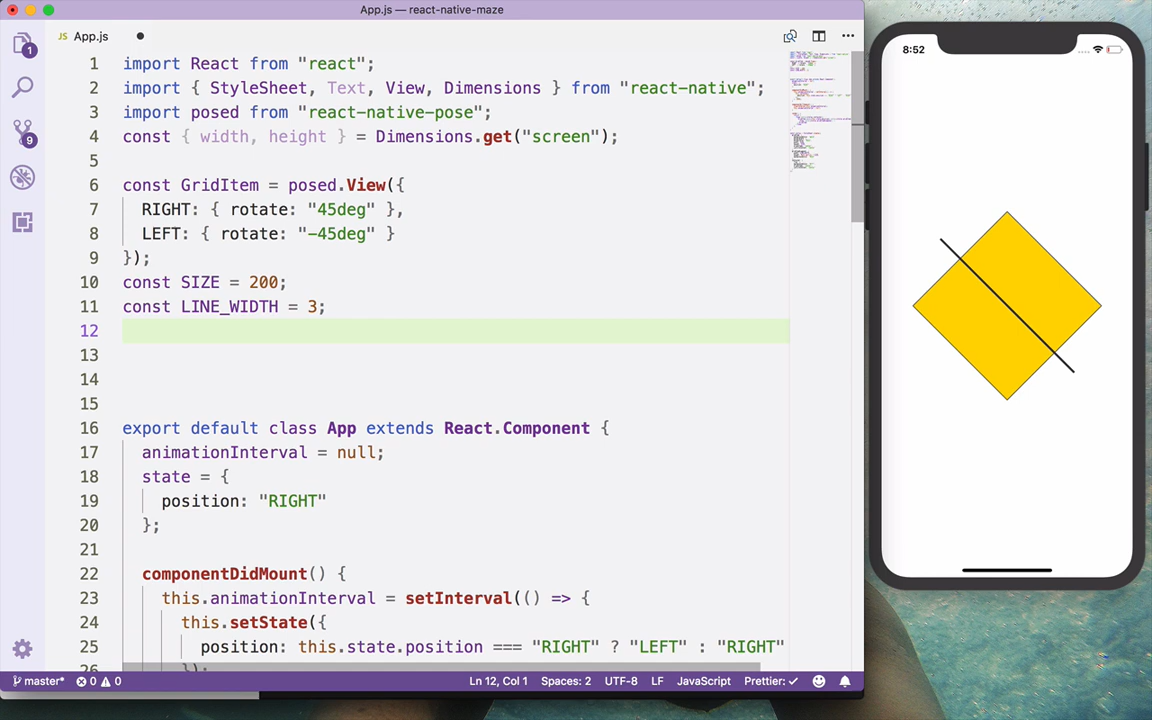 App.js — react-native-maze
JS App.js
1 import React from "react";
2 import { StyleSheet, Text, View, Dimensions } from "react-native";
3 import posed from "react-native-pose";
4 const { width, height } = Dimensions.get("screen");
5
6 const GridItem = posed.View({
7 RIGHT: { rotate: "45deg" },
8 LEFT: { rotate: "-45deg" }
9 });
10 const SIZE = 200;
11 const LINE_WIDTH = 3;
12
13
14
15
16 export default class App extends React.Component {
17 animationInterval = null;
18 state = {
19 position: "RIGHT"
20 };
21
22 componentDidMount() {
23 this.animationInterval = setInterval(() => {
24 this.setState({
25 position: this.state.position === "RIGHT" ? "LEFT" : "RIGHT"
26 });
1
9
master* 0 0 Ln 12, Col 1 Spaces: 2 UTF-8 LF JavaScript Prettier: ✓
8:52